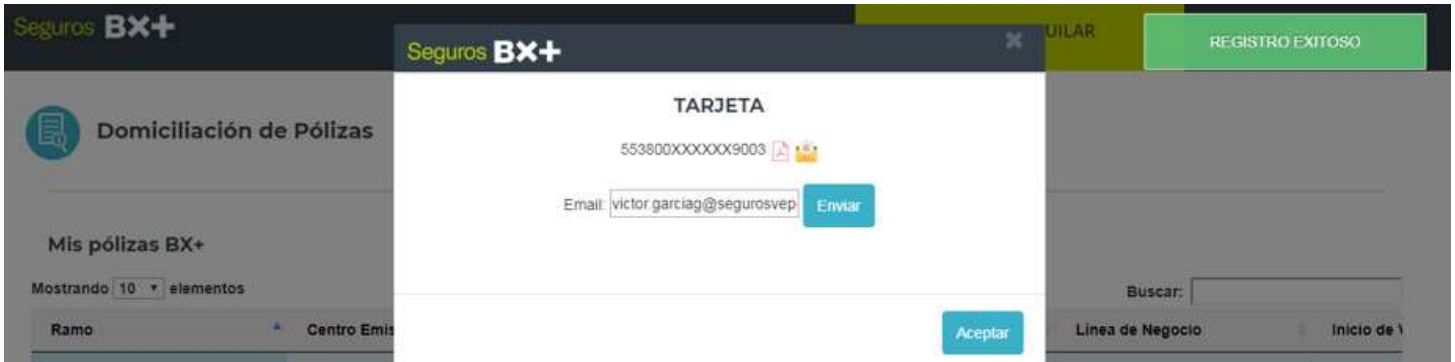 Seguros BX+
UILAR
REGISTRO EXITOSO
Seguros BX+
TARJETA
553800XXXXXX9003
Email: victor.garciag@segurosvep Enviar
Aceptar
Domiciliación de Pólizas
Mis pólizas BX+
Mostrando 10 elementos
Buscar:
Ramo Centro Emis Línea de Negocio Inicio de V